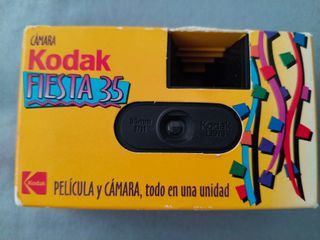 CÁMARA
Kodak
FIESTA 35
35mm
f/11
Kodak
Kodak
PELÍCULA y CÁMARA, todo en una unidad